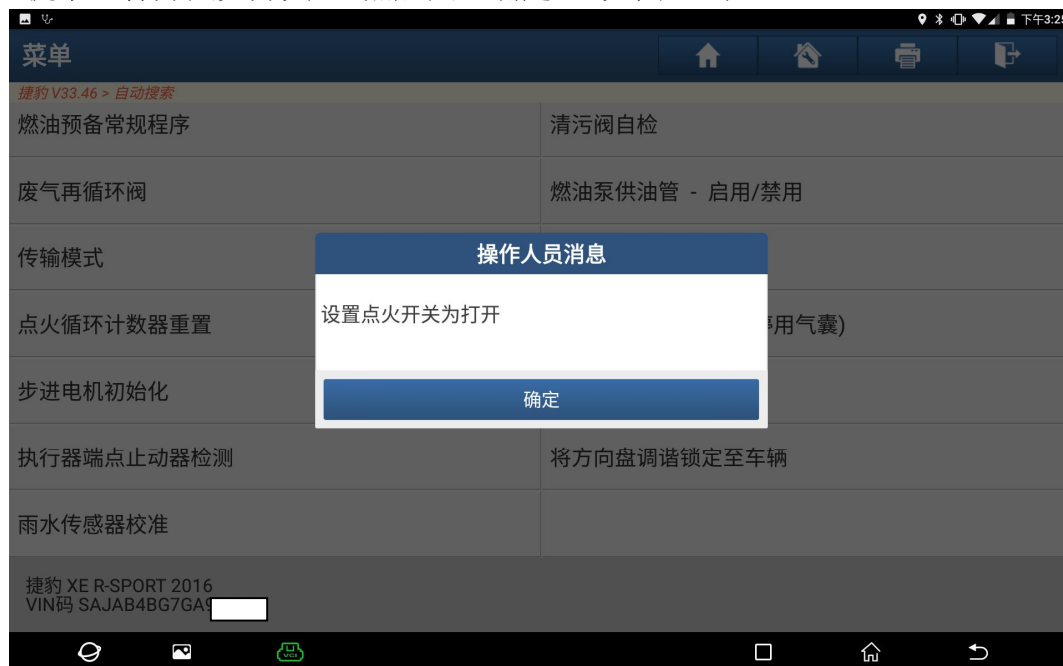 下午3:25
菜单
捷豹 V33.46 > 自动搜索
燃油预备常规程序
清污阀自检
废气再循环阀
燃油泵供油管 - 启用/禁用
传输模式
操作人员消息
设置点火开关为打开
点火循环计数器重置
用气囊)
步进电机初始化
确定
执行器端点止动器检测
将方向盘调谐锁定至车辆
雨水传感器校准
捷豹 XE R-SPORT 2016
VIN码 SAJAB4BG7GA9
VCI